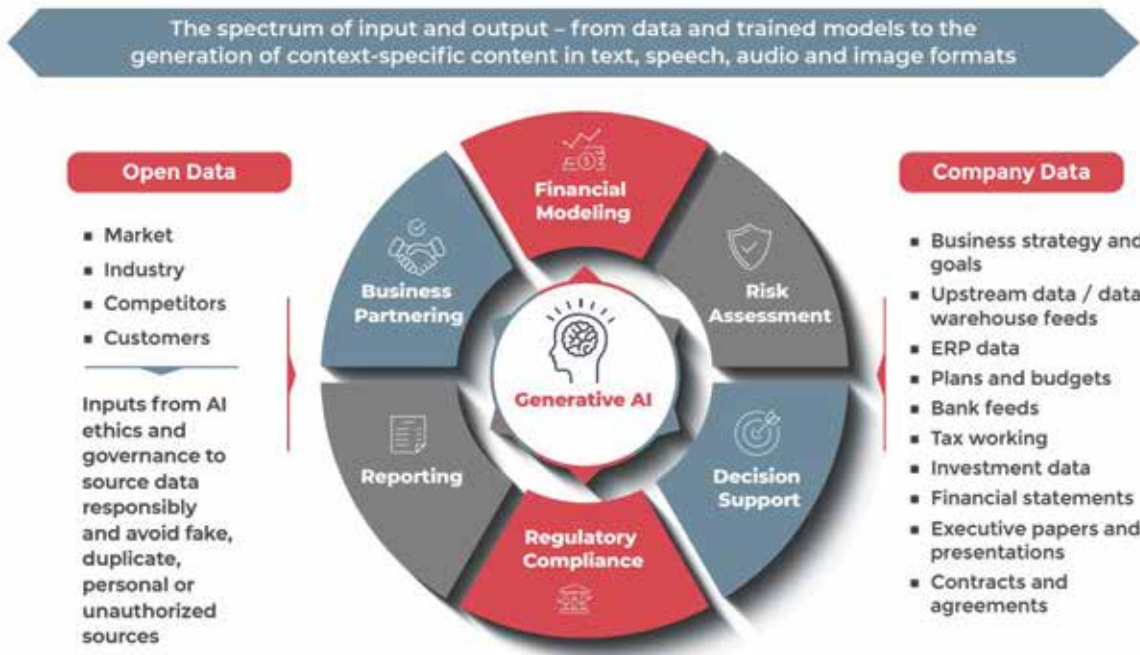 The spectrum of input and output – from data and trained models to the
generation of context-specific content in text, speech, audio and image formats
Open Data
▪ Market
▪ Industry
▪ Competitors
▪ Customers
Inputs from AI
ethics and
governance to
source data
responsibly
and avoid fake,
duplicate,
personal or
unauthorized
sources
Financial
Modeling
Risk
Assessment
Decision
Support
Regulatory
Compliance
Reporting
Business
Partnering
Generative AI
Company Data
▪ Business strategy and
goals
▪ Upstream data / data
warehouse feeds
▪ ERP data
▪ Plans and budgets
▪ Bank feeds
▪ Tax working
▪ Investment data
▪ Financial statements
▪ Executive papers and
presentations
▪ Contracts and
agreements